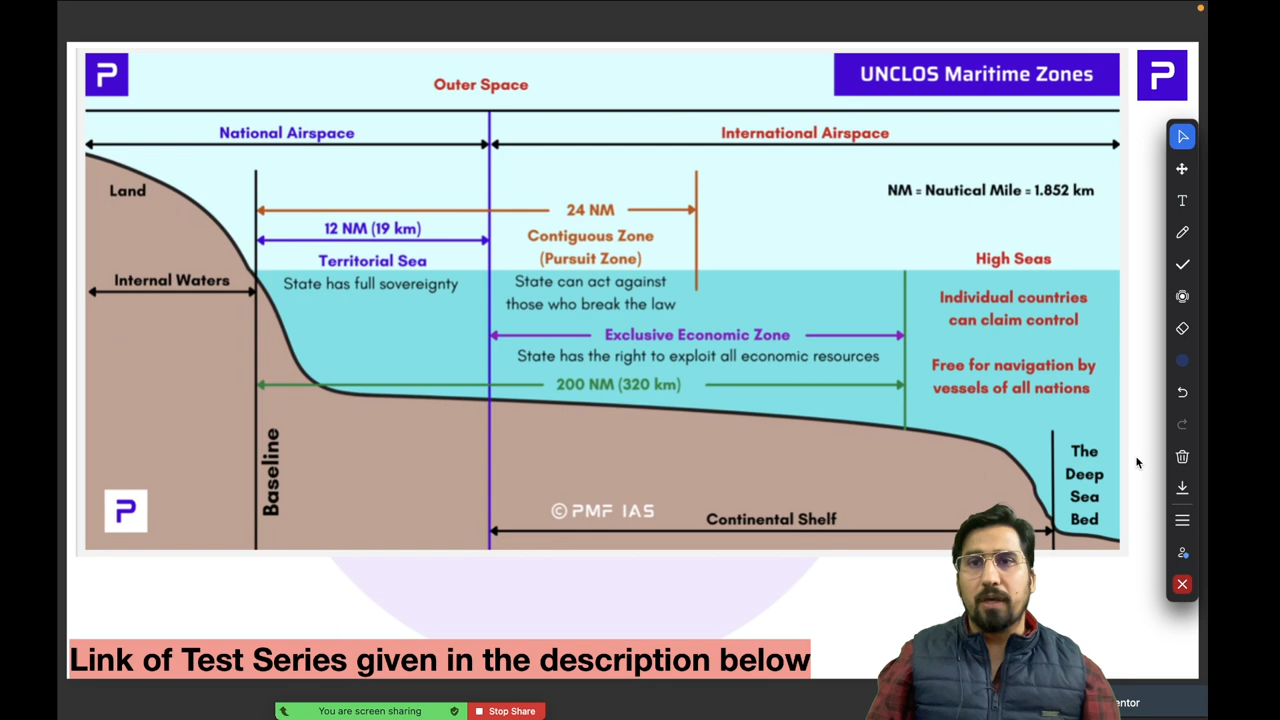 P
Outer Space
UNCLOS Maritime Zones
P
National Airspace
International Airspace
Land
NM = Nautical Mile = 1.852 km
24 NM
12 NM (19 km)
Contiguous Zone
(Pursuit Zone)
Territorial Sea
High Seas
Internal Waters
State has full sovereignty
State can act against
those who break the law
Individual countries
can claim control
Exclusive Economic Zone
State has the right to exploit all economic resources
Free for navigation by
vessels of all nations
200 NM (320 km)
Baseline
The
Deep
Sea
Bed
P
© PMF IAS
Continental Shelf
T
Link of Test Series given in the description below
You are screen sharing
Stop Share
entor